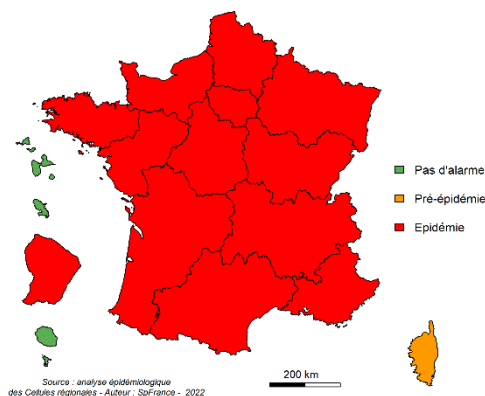 Pas d'alarme
Pré-épidémie
Epidémie
200 km
Source : analyse épidémiologique
des Cellules régionales - Auteur : SpFrance - 2022